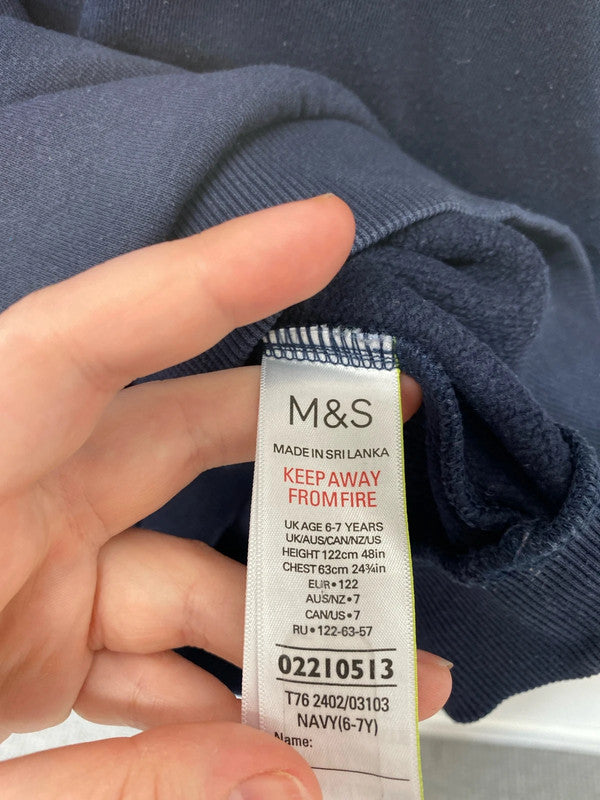 M&S
MADE IN SRI LANKA
KEEP AWAY
FROM FIRE
UK AGE 6-7 YEARS
UK/AUS/CAN/NZ/US
HEIGHT 122cm 48in
CHEST 63cm 24¾in
EUR•122
AUS/NZ•7
CAN/US•7
RU•122-63-57
02210513
T76 2402/03103
NAVY(6-7Y)
Name: